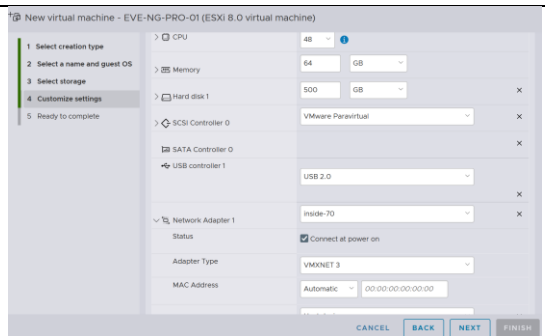 New virtual machine - EVE-NG-PRO-01 (ESXi 8.0 virtual machine)
1 Select creation type
2 Select a name and guest OS
3 Select storage
4 Customize settings
5 Ready to complete
CPU 48
Memory 64 GB
Hard disk 1 500 GB
SCSI Controller 0 VMware Paravirtual
SATA Controller 0
USB controller 1
USB 2.0
Network Adapter 1 inside-70
Status Connect at power on
Adapter Type VMXNET 3
MAC Address Automatic 00:00:00:00:00:00
CANCEL BACK NEXT FINISH